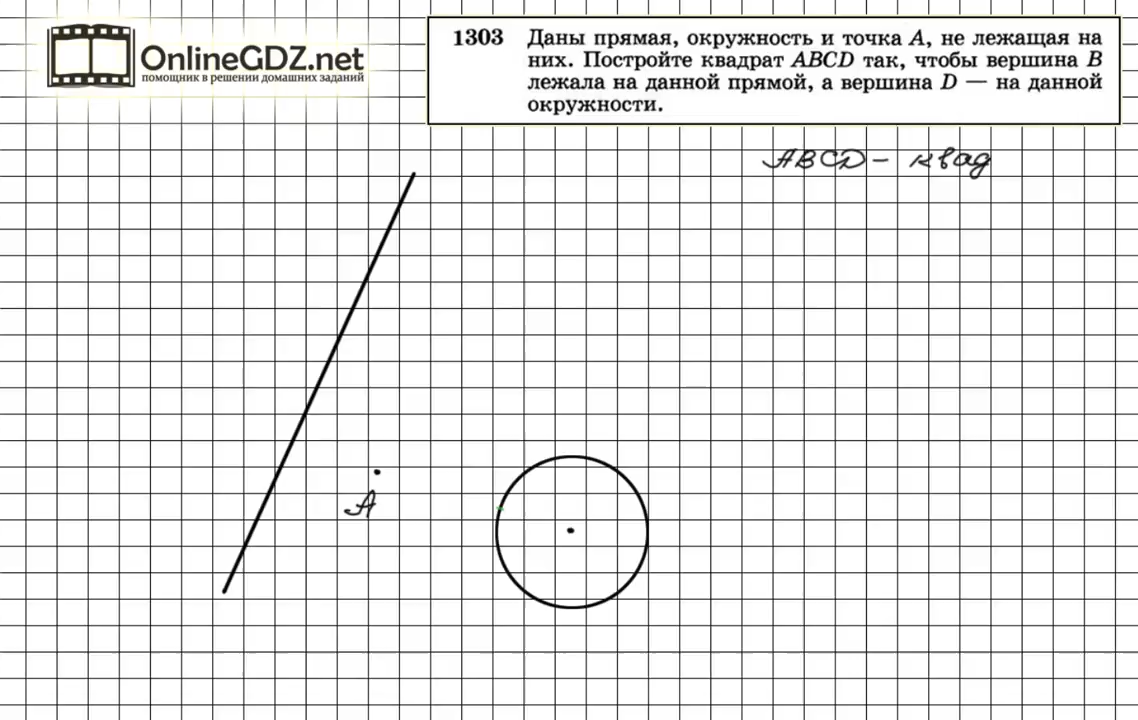 OnlineGDZ.net
помощник в решении домашних заданий
1303 Даны прямая, окружность и точка A, не лежащая на
них. Постройте квадрат ABCD так, чтобы вершина B
лежала на данной прямой, а вершина D — на данной
окружности.
ABCD – квад
A